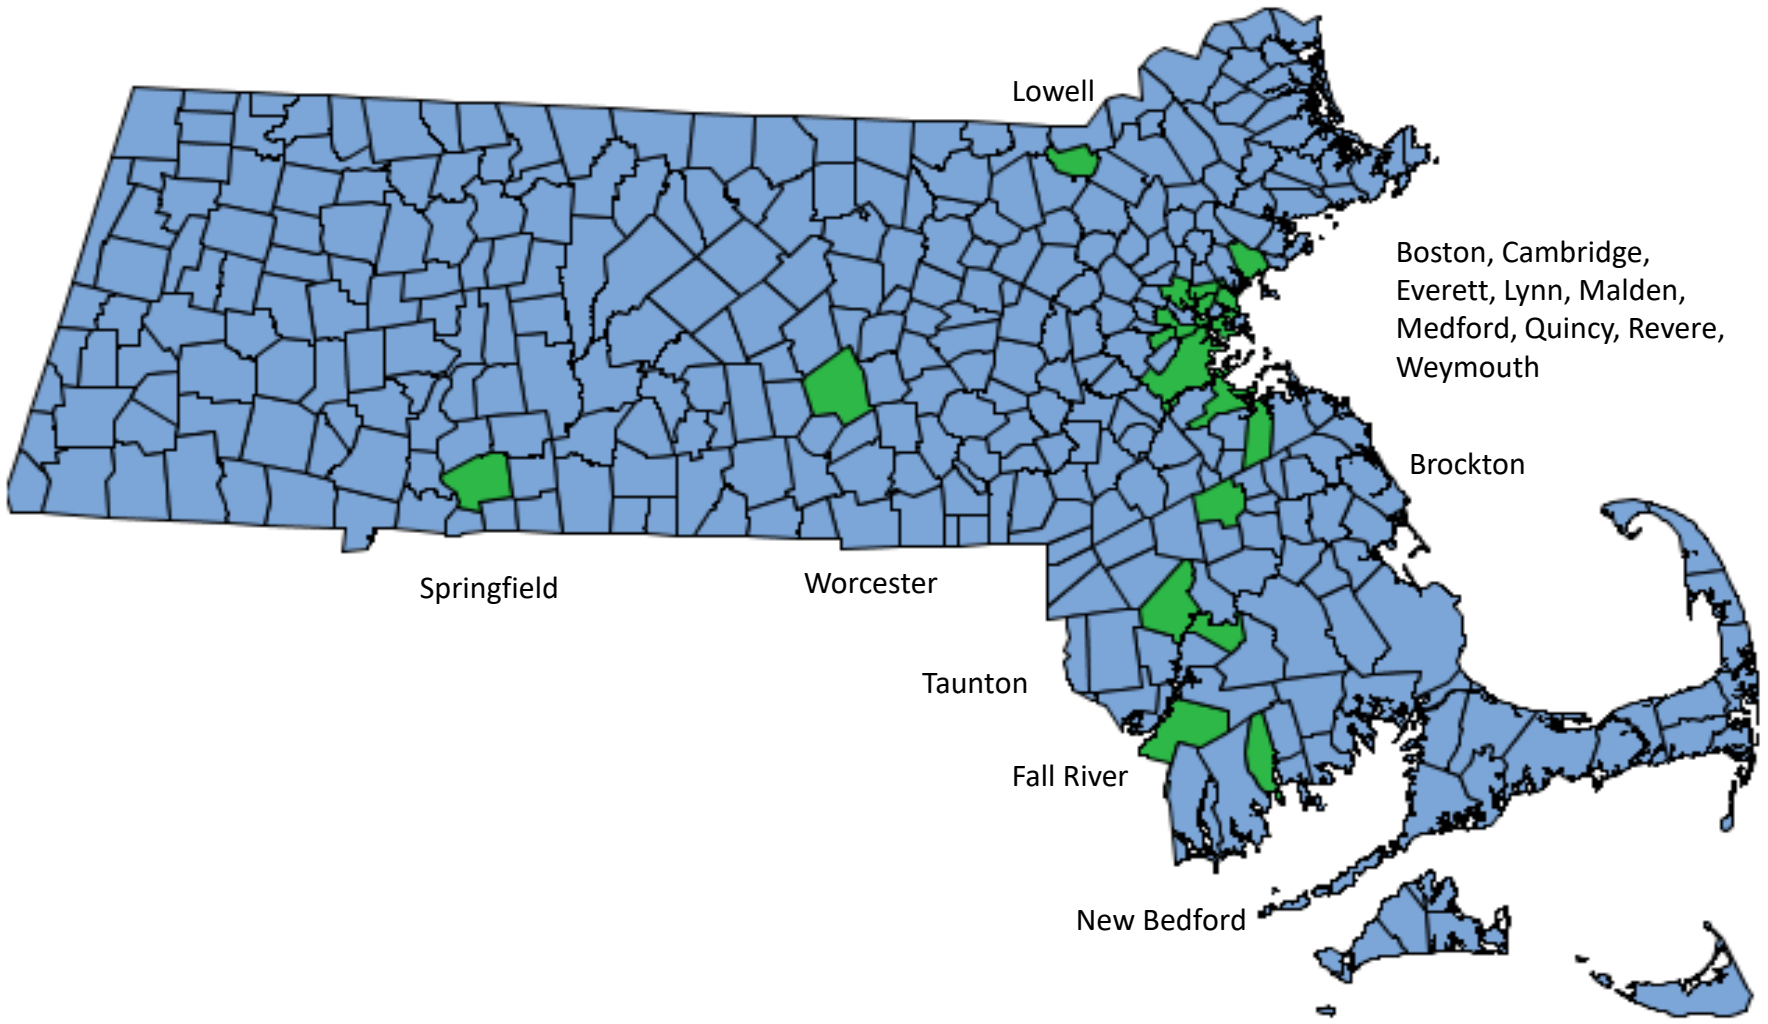 Lowell
Boston, Cambridge,
Everett, Lynn, Malden,
Medford, Quincy, Revere,
Weymouth
Brockton
Springfield
Worcester
Taunton
Fall River
New Bedford